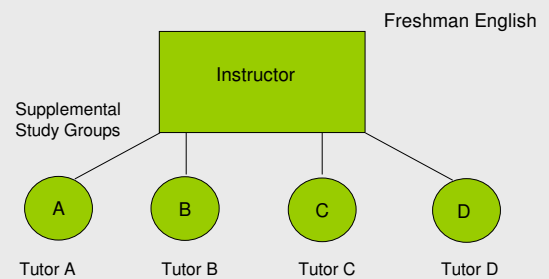 Freshman English
Instructor
Supplemental
Study Groups
A
B
C
D
Tutor A
Tutor B
Tutor C
Tutor D